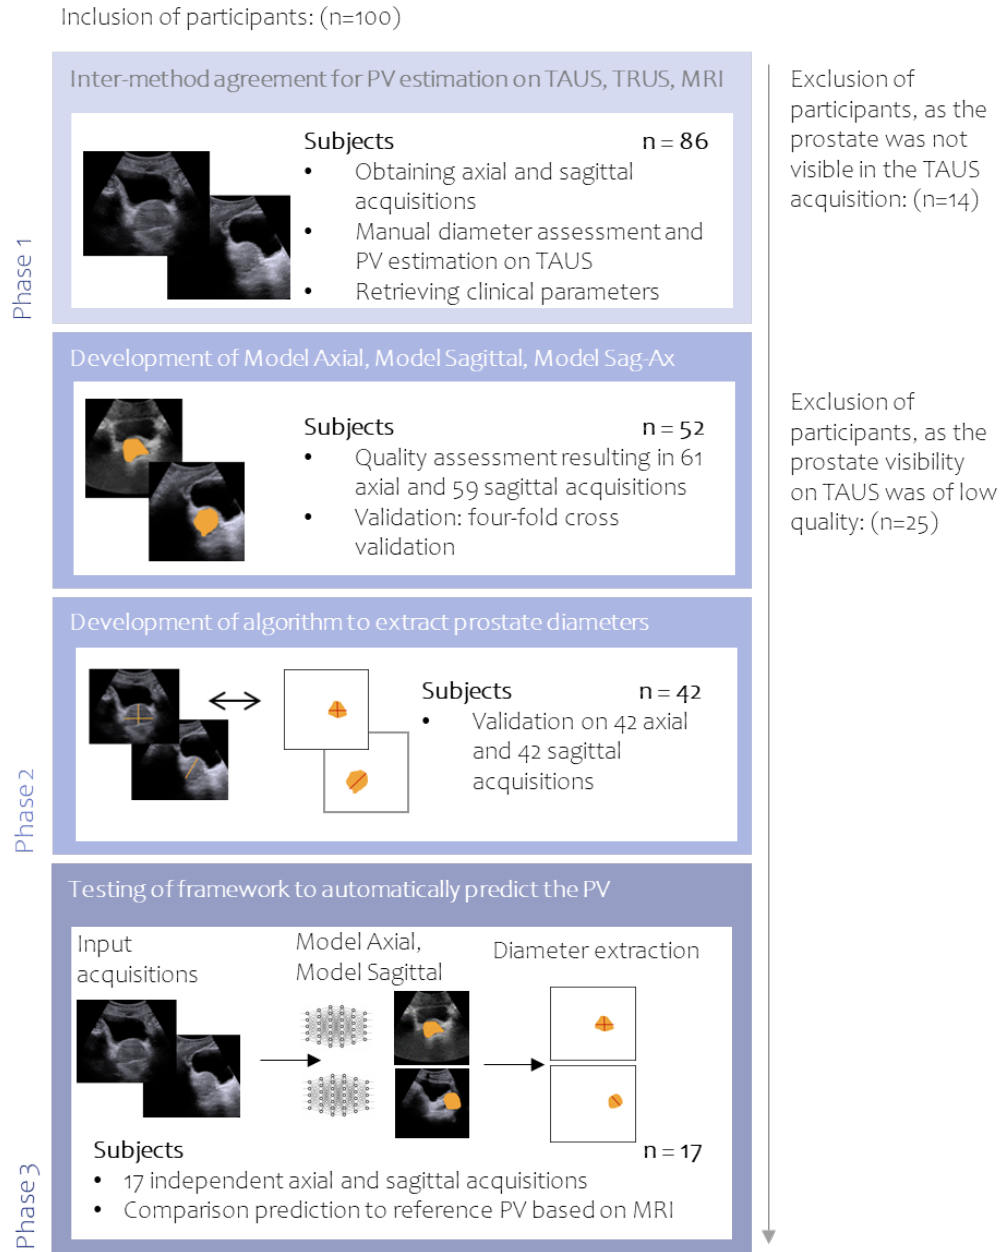 Inclusion of participants: (n=100)
Inter-method agreement for PV estimation on TAUS, TRUS, MRI
Subjects n = 86
• Obtaining axial and sagittal
acquisitions
• Manual diameter assessment and
PV estimation on TAUS
• Retrieving clinical parameters
Phase 1
Exclusion of
participants, as the
prostate was not
visible in the TAUS
acquisition: (n=14)
Development of Model Axial, Model Sagittal, Model Sag-Ax
Subjects n = 52
• Quality assessment resulting in 61
axial and 59 sagittal acquisitions
• Validation: four-fold cross
validation
Exclusion of
participants, as the
prostate visibility
on TAUS was of low
quality: (n=25)
Development of algorithm to extract prostate diameters
Subjects n = 42
• Validation on 42 axial
and 42 sagittal
acquisitions
Phase 2
Testing of framework to automatically predict the PV
Input
acquisitions
Model Axial,
Model Sagittal
Diameter extraction
Subjects n = 17
• 17 independent axial and sagittal acquisitions
• Comparison prediction to reference PV based on MRI
Phase 3